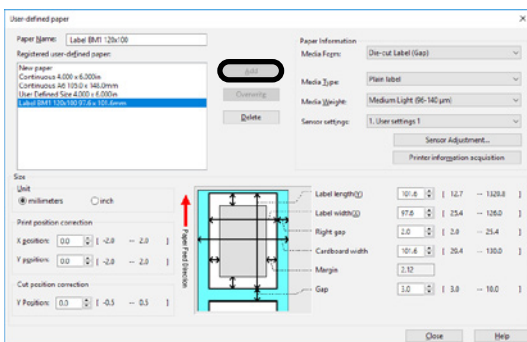 User-defined paper
Paper Name: Label BM1 120x100
Registered user-defined paper:
New paper
Continuous 4.000 x 6.000in
Continuous A6 105.0 x 148.0mm
User Defined Size 4.000 x 6.000in
Label BM1 120x100 97.6 x 101.6mm
Add
Overwrite
Delete
Paper Information
Media Form: Die-cut Label (Gap)
Media Type: Plain label
Media Weight: Medium Light (96-140 µm)
Sensor settings: 1. User settings 1
Sensor Adjustment...
Printer information acquisition
Size
Unit
millimeters
inch
Print position correction
X position: 0.0 [ -2.0 -- 2.0 ]
Y position: 0.0 [ -2.0 -- 2.0 ]
Cut position correction
Y Position: 0.0 [ -0.5 -- 0.5 ]
Paper Feed Direction
Label length(Y) 101.6 [ 12.7 -- 1320.8 ]
Label width(X) 97.6 [ 25.4 -- 126.0 ]
Right gap 2.0 [ 2.0 -- 25.4 ]
Cardboard width 101.6 [ 29.4 -- 130.0 ]
Margin 2.12
Gap 3.0 [ 3.0 -- 10.0 ]
Close
Help